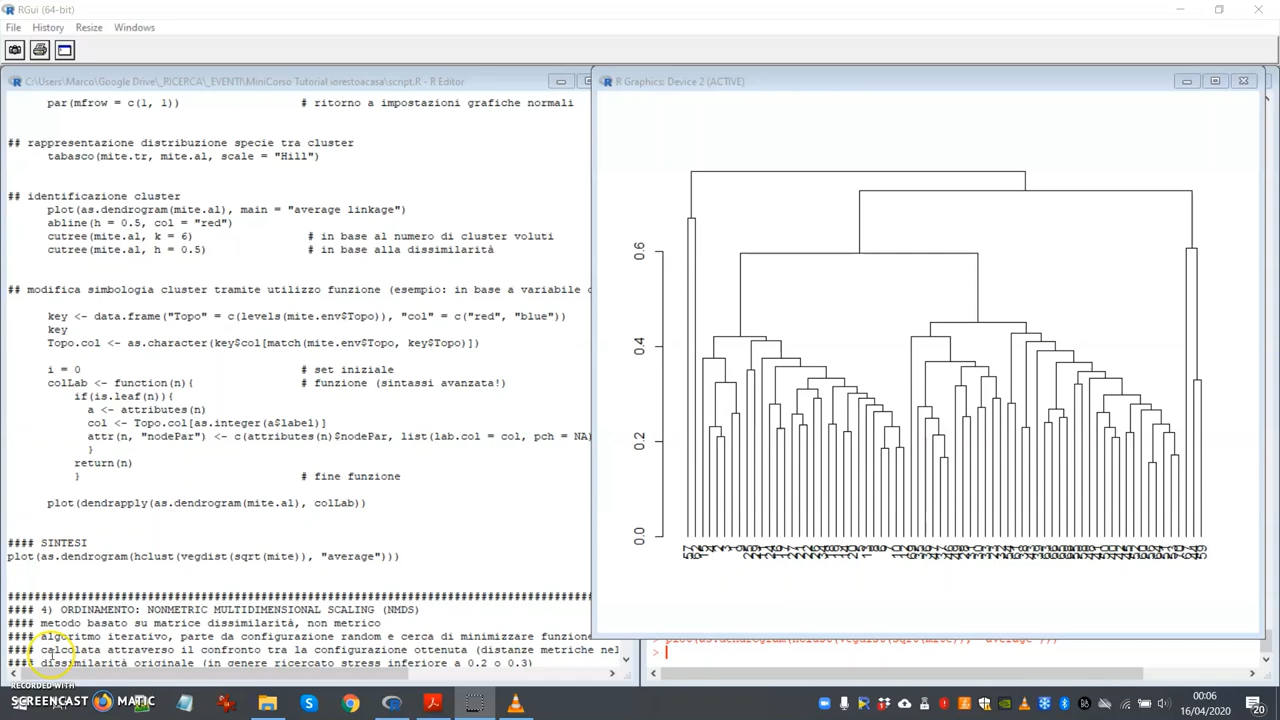 RGui (64-bit)
File History Resize Windows
C:\Users\Marco\Google Drive\_RICERCA\_EVENTI\MiniCorso Tutorial iorestoacasa\script.R - R Editor
par(mfrow = c(1, 1)) # ritorno a impostazioni grafiche normali
## rappresentazione distribuzione specie tra cluster
tabasco(mite.tr, mite.al, scale = "Hill")
## identificazione cluster
plot(as.dendrogram(mite.al), main = "average linkage")
abline(h = 0.5, col = "red")
cutree(mite.al, k = 6) # in base al numero di cluster voluti
cutree(mite.al, h = 0.5) # in base alla dissimilarità
## modifica simbologia cluster tramite utilizzo funzione (esempio: in base a variabile
key <- data.frame("Topo" = c(levels(mite.env$Topo)), "col" = c("red", "blue"))
key
Topo.col <- as.character(key$col[match(mite.env$Topo, key$Topo)])
i = 0 # set iniziale
colLab <- function(n){ # funzione (sintassi avanzata!)
if(is.leaf(n)){
a <- attributes(n)
col <- Topo.col[as.integer(a$label)]
attr(n, "nodePar") <- c(attributes(n)$nodePar, list(lab.col = col, pch = NA)
}
return(n)
} # fine funzione
plot(dendrapply(as.dendrogram(mite.al), colLab))
#### SINTESI
plot(as.dendrogram(hclust(vegdist(sqrt(mite)), "average")))
#### 4) ORDINAMENTO: NONMETRIC MULTIDIMENSIONAL SCALING (NMDS)
#### metodo basato su matrice dissimilarità, non metrico
#### algoritmo iterativo, parte da configurazione random e cerca di minimizzare funzione
#### calcolata attraverso il confronto tra la configurazione ottenuta (distanze metriche nel
#### dissimilarità originale (in genere ricercato stress inferiore a 0.2 o 0.3)
R Graphics: Device 2 (ACTIVE)
0.6
0.4
0.2
0.0
> plot(as.dendrogram(hclust(vegdist(sqrt(mite)), "average")))
>
RECORDED WITH
SCREENCAST MATIC
00:06
16/04/2020
20